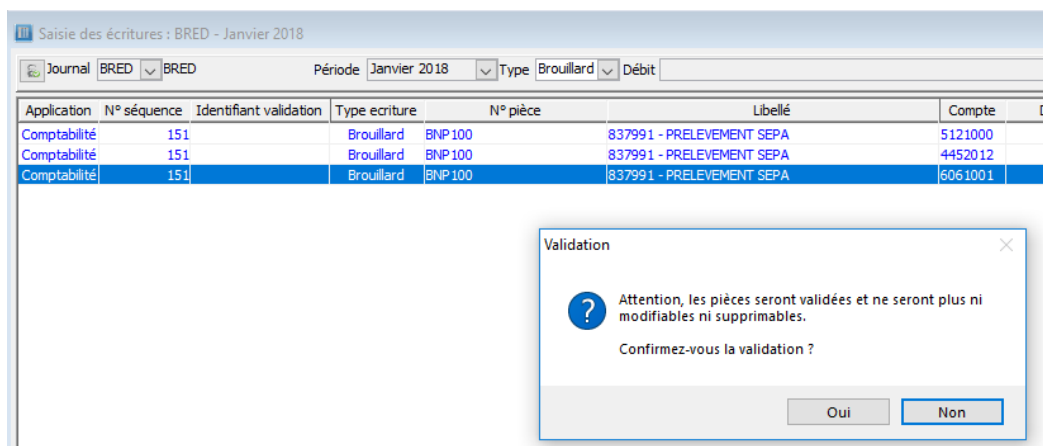 Saisie des écritures : BRED - Janvier 2018
Journal BRED BRED Période Janvier 2018 Type Brouillard Débit
Application N° séquence Identifiant validation Type ecriture N° pièce Libellé Compte D
Comptabilité 151 Brouillard BNP100 837991 - PRELEVEMENT SEPA 5121000
Comptabilité 151 Brouillard BNP100 837991 - PRELEVEMENT SEPA 4452012
Comptabilité 151 Brouillard BNP100 837991 - PRELEVEMENT SEPA 6061001
Validation
Attention, les pièces seront validées et ne seront plus ni
modifiables ni supprimables.
Confirmez-vous la validation ?
Oui Non